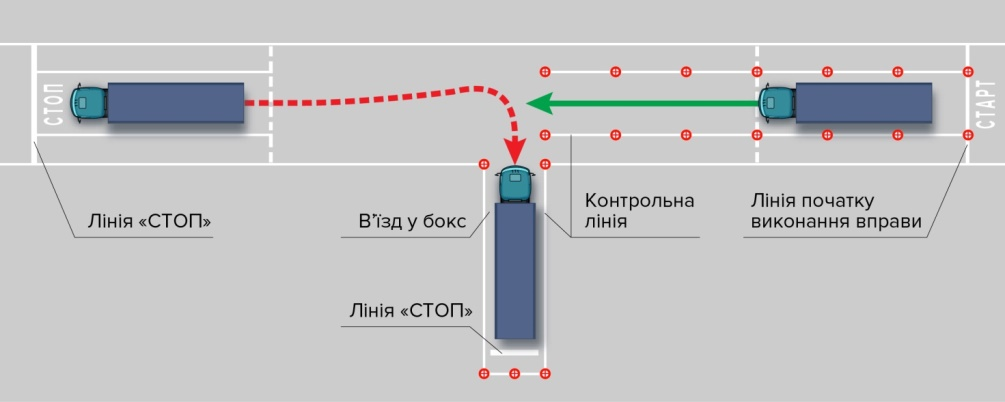 СТОП
СТАРТ
Лінія «СТОП»
В’їзд у бокс
Контрольна
лінія
Лінія початку
виконання вправи
Лінія «СТОП»